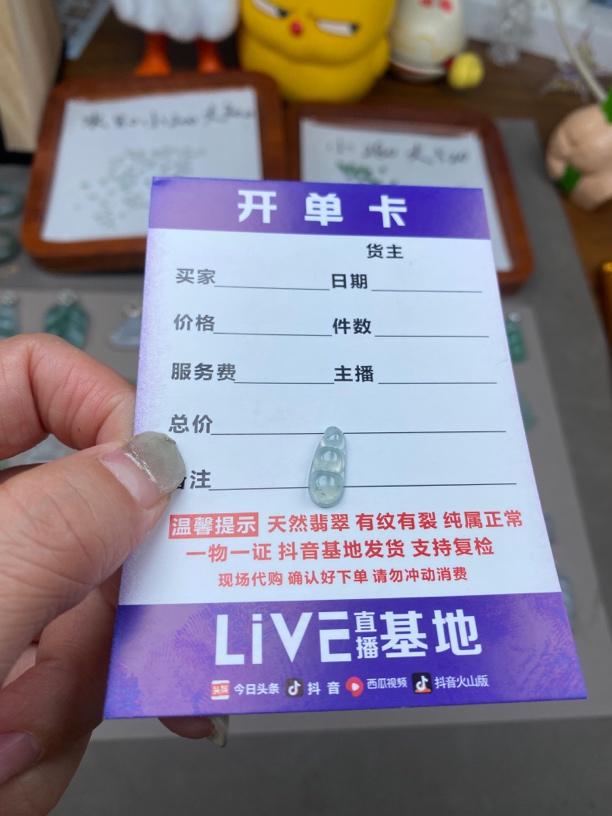 开单卡
货主
买家 日期
价格 件数
服务费 主播
总价
备注
温馨提示 天然翡翠 有纹有裂 纯属正常
一物一证 抖音基地发货 支持复检
现场代购 确认好下单 请勿冲动消费
LiVE直播基地
头条 今日头条 抖音 西瓜视频 抖音火山版